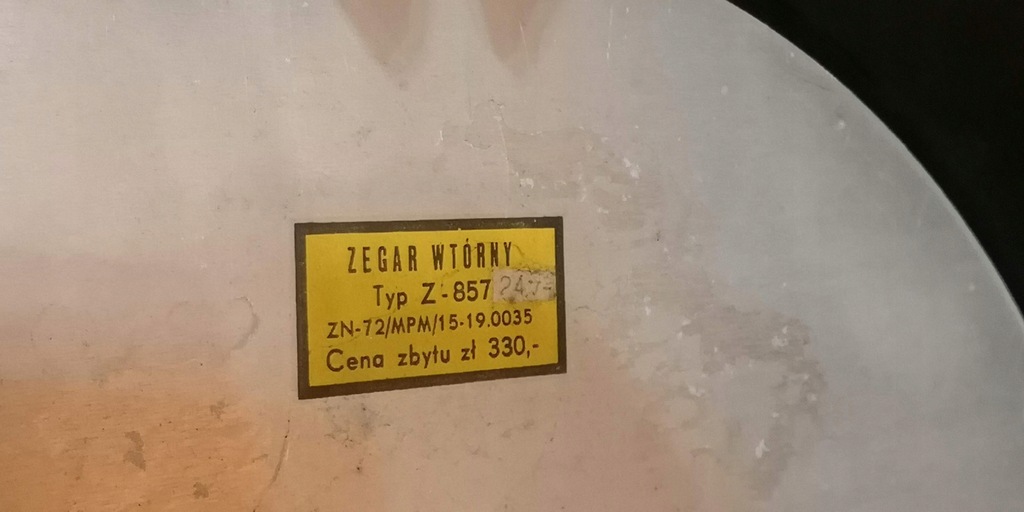 ZEGAR WTÓRNY
Typ Z-857
ZN-72/MPM/15-19.0035
Cena zbytu zł 330,-